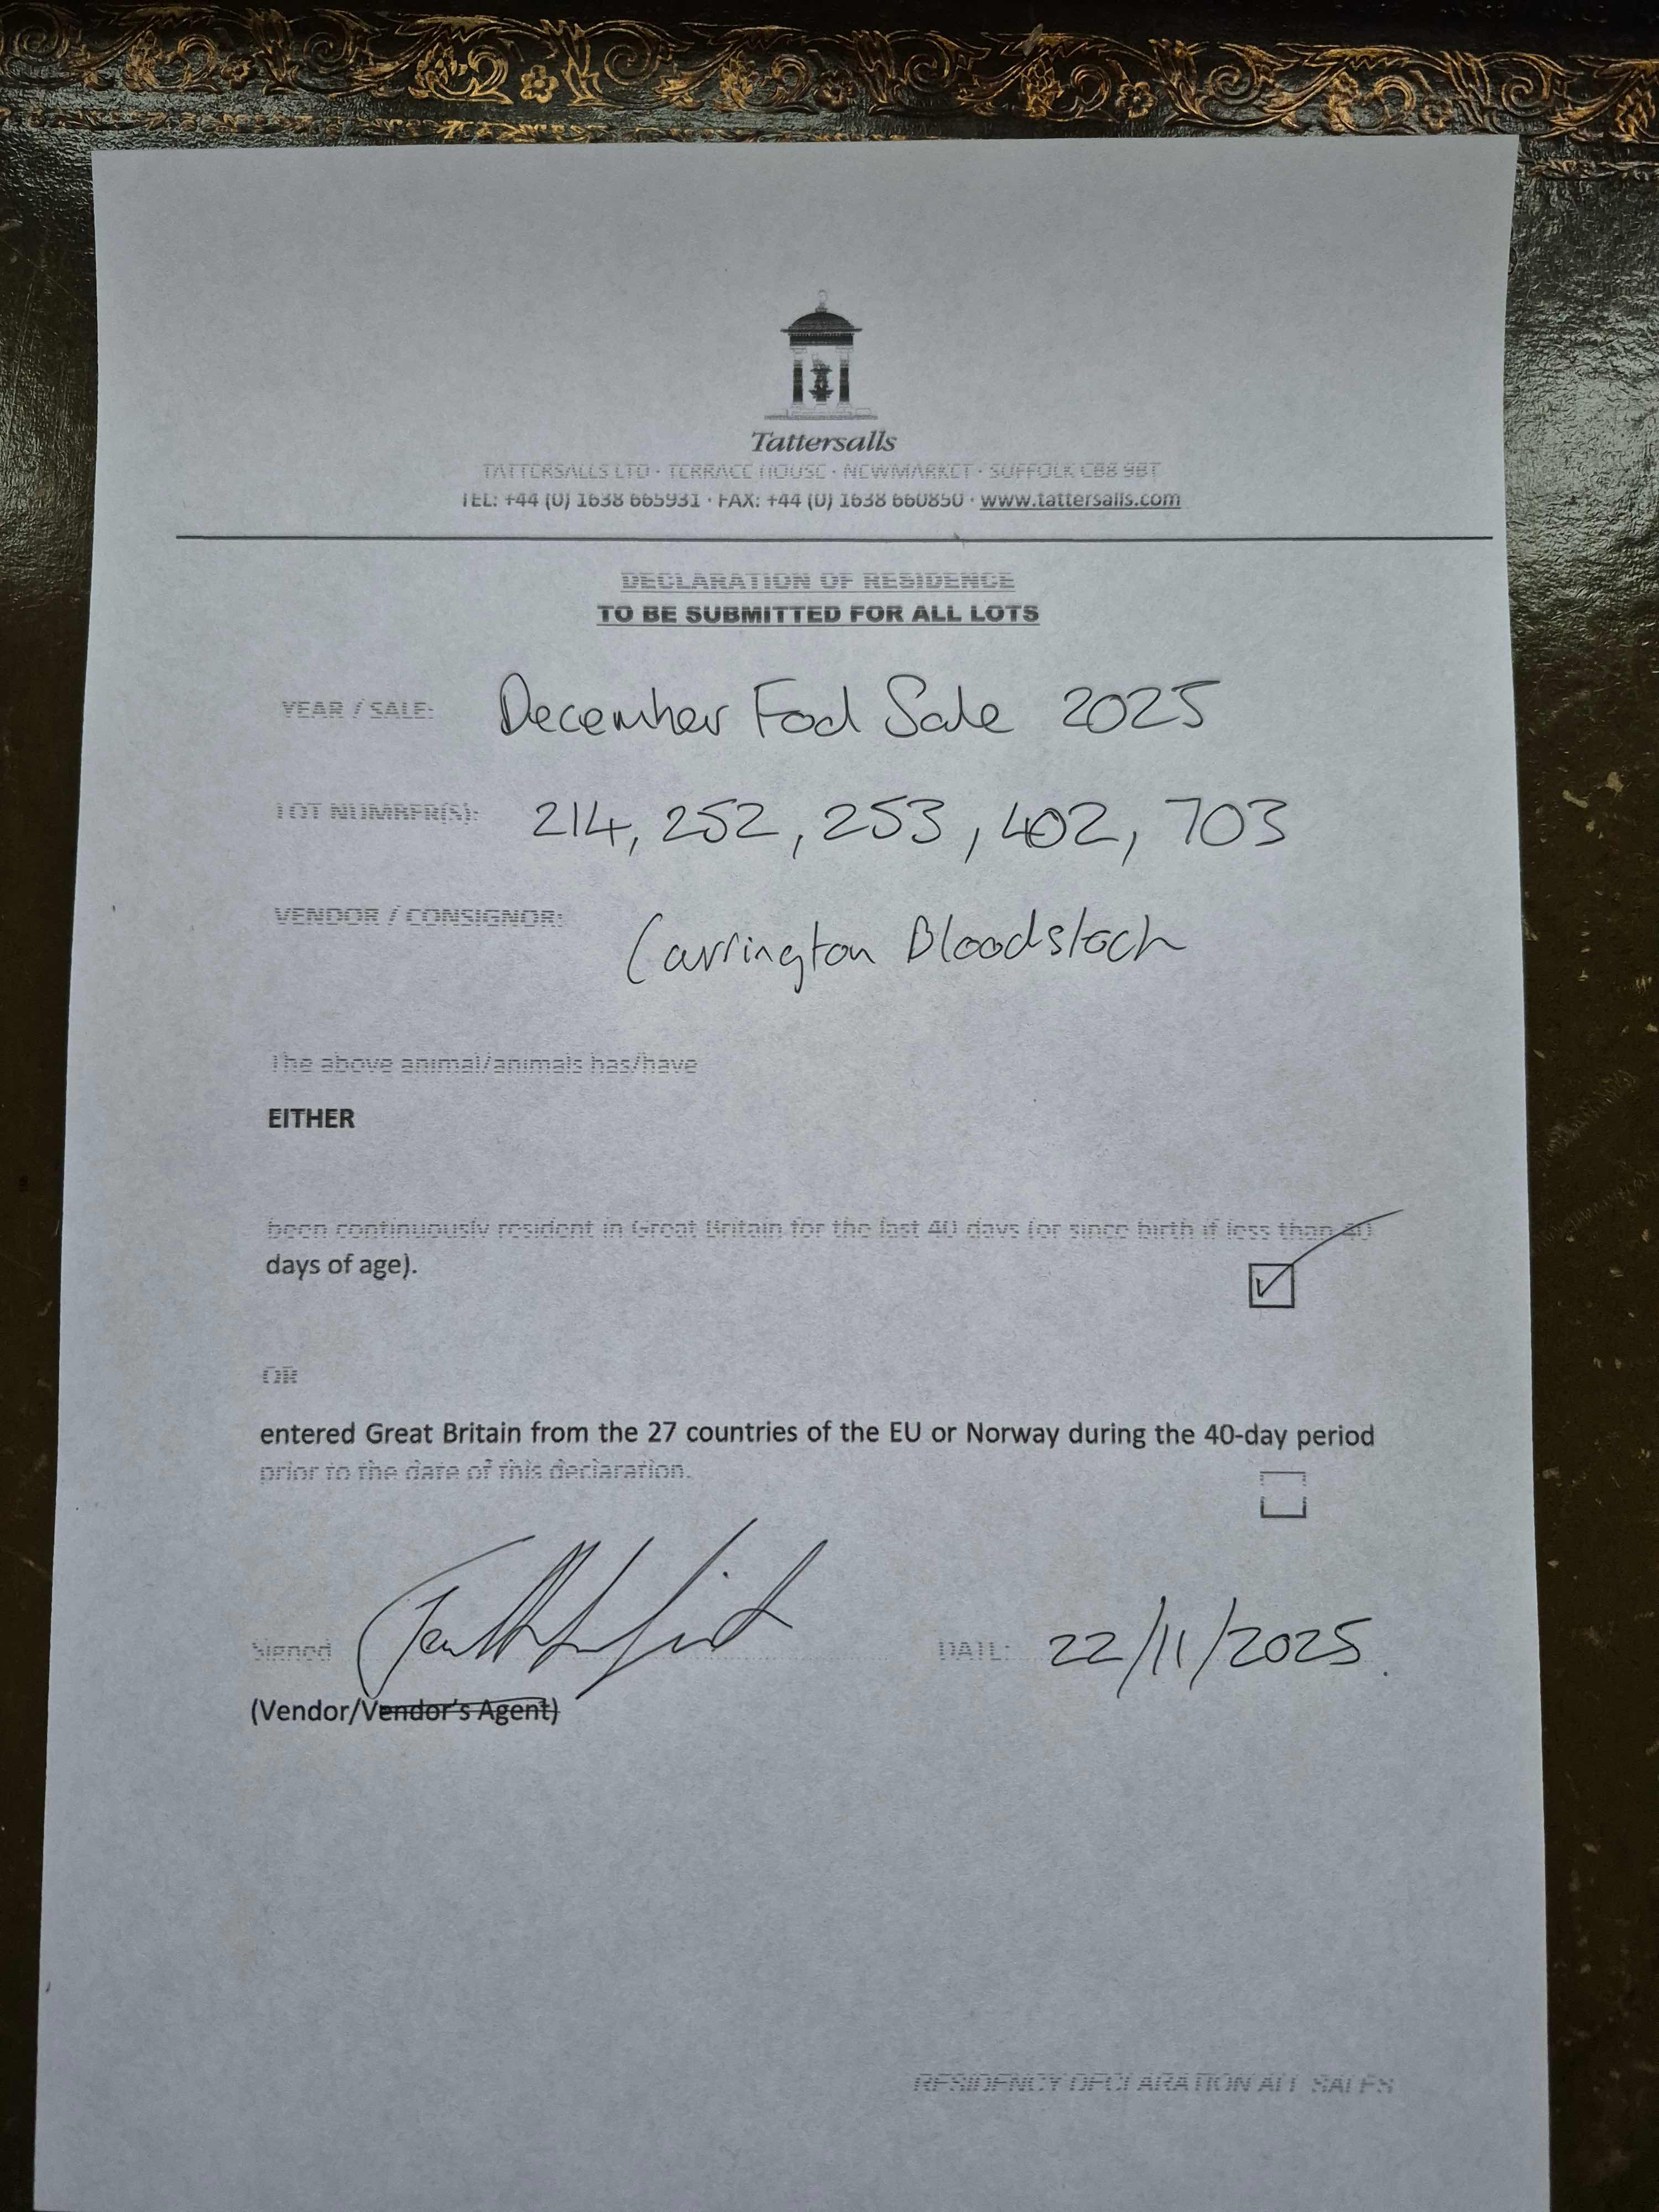 Tattersalls
TATTERSALLS LTD · TERRACE HOUSE · NEWMARKET · SUFFOLK CB8 9BT
TEL: +44 (0) 1638 665931 · FAX: +44 (0) 1638 660850 · www.tattersalls.com
DECLARATION OF RESIDENCE
TO BE SUBMITTED FOR ALL LOTS
YEAR / SALE: December Foal Sale 2025
LOT NUMBER(S): 214, 252, 253, 402, 703
VENDOR / CONSIGNOR: Carrington Bloodstock
The above animal/animals has/have
EITHER
been continuously resident in Great Britain for the last 40 days (or since birth if less than 40
days of age).
OR
entered Great Britain from the 27 countries of the EU or Norway during the 40-day period
prior to the date of this declaration.
Signed DATE: 22/11/2025.
(Vendor/Vendor's Agent)
RESIDENCY DECLARATION ALL SALES